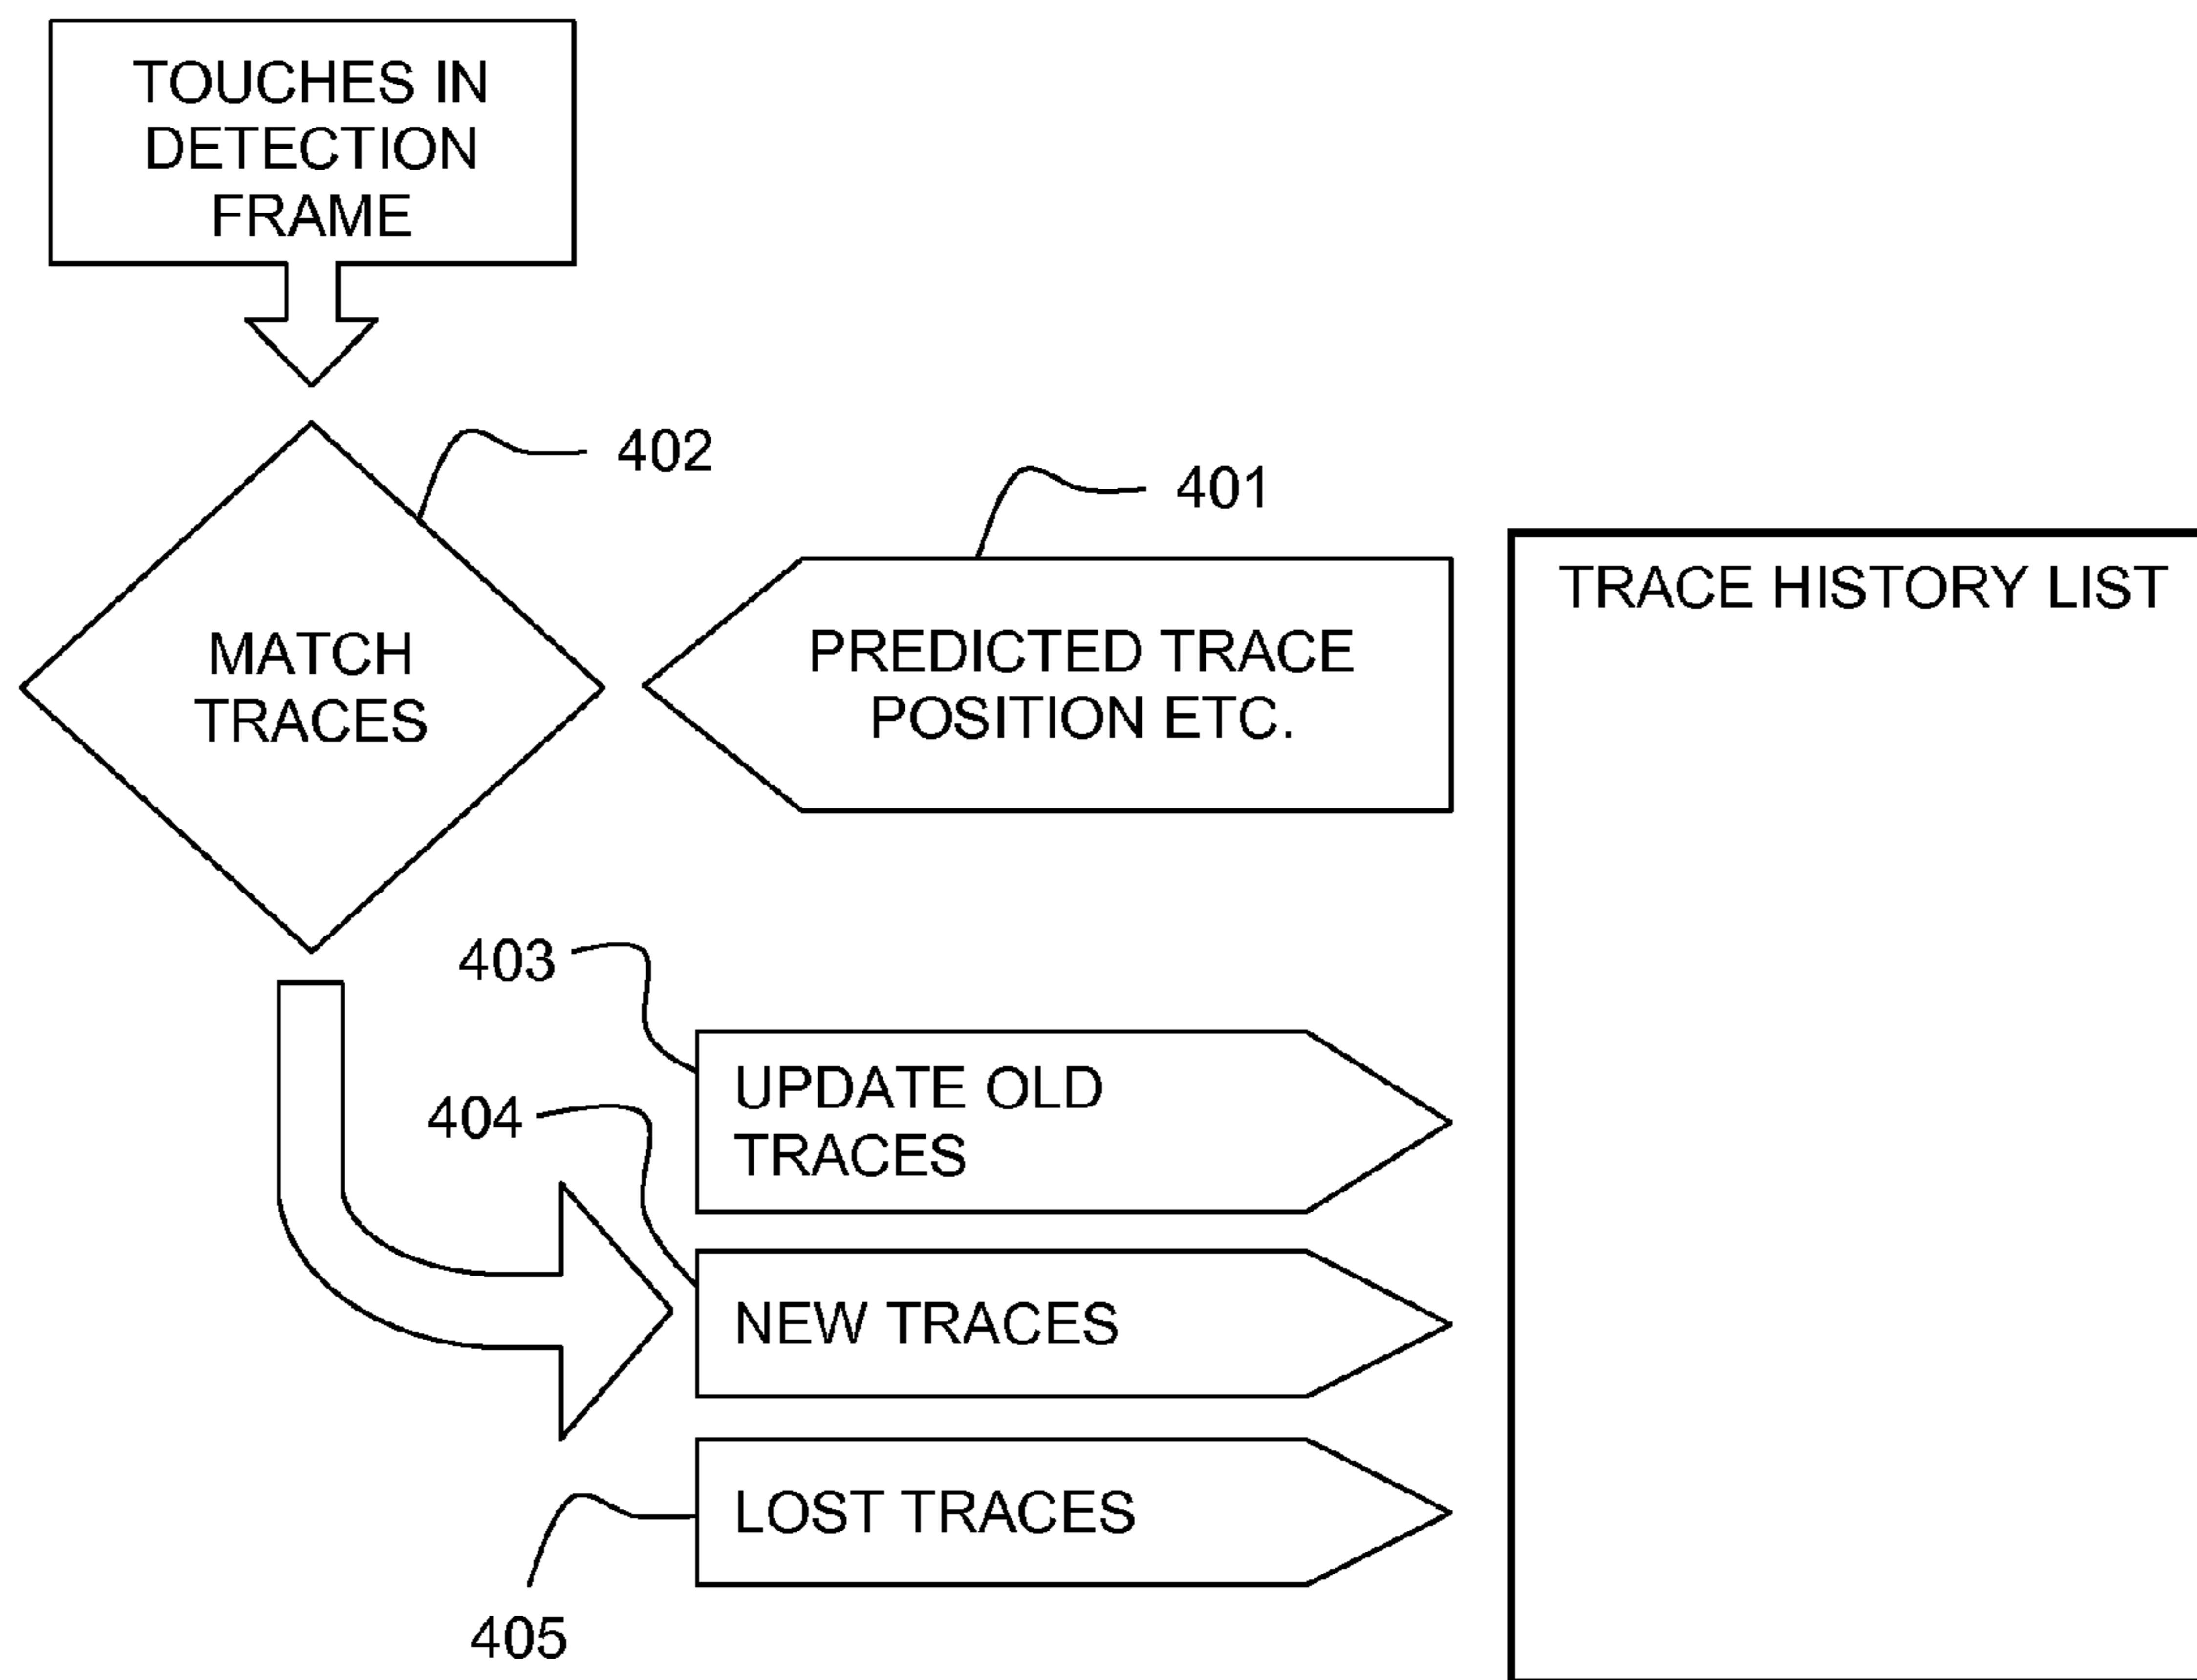 TOUCHES IN
DETECTION
FRAME
402
401
MATCH
TRACES
PREDICTED TRACE
POSITION ETC.
TRACE HISTORY LIST
403
UPDATE OLD
TRACES
404
NEW TRACES
LOST TRACES
405